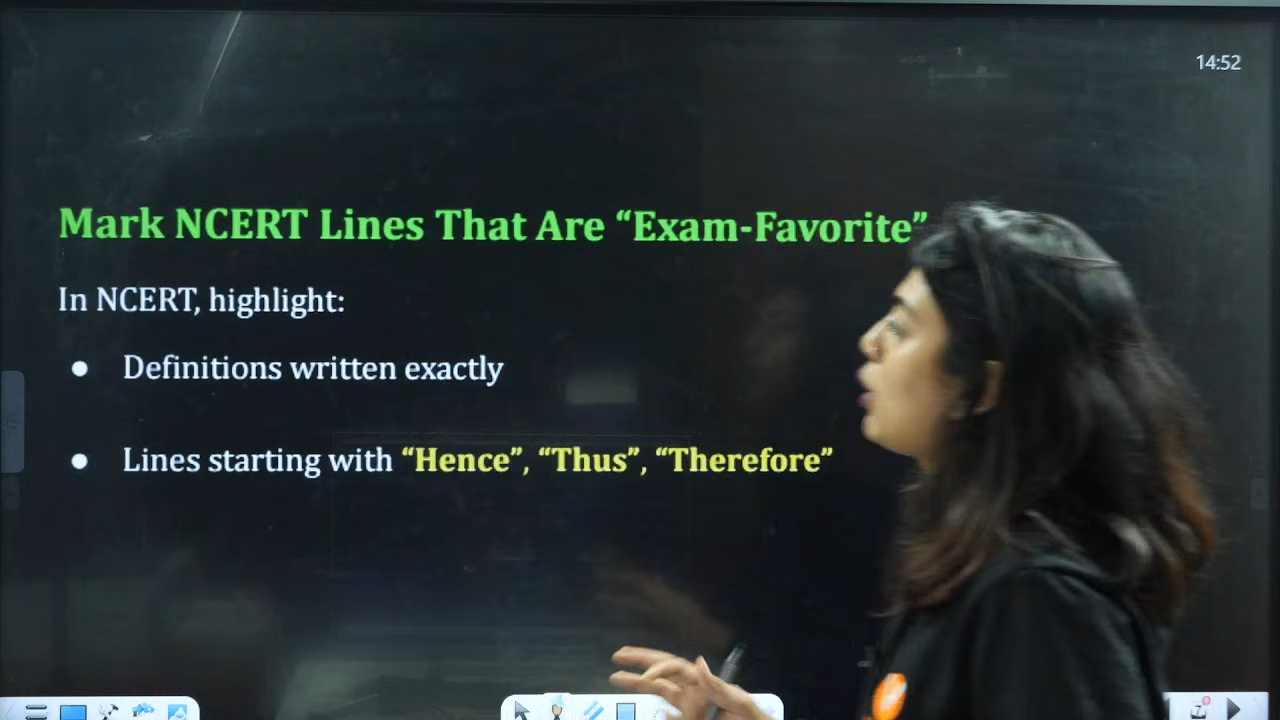 14:52
Mark NCERT Lines That Are “Exam-Favorite”
In NCERT, highlight:
● Definitions written exactly
● Lines starting with “Hence”, “Thus”, “Therefore”